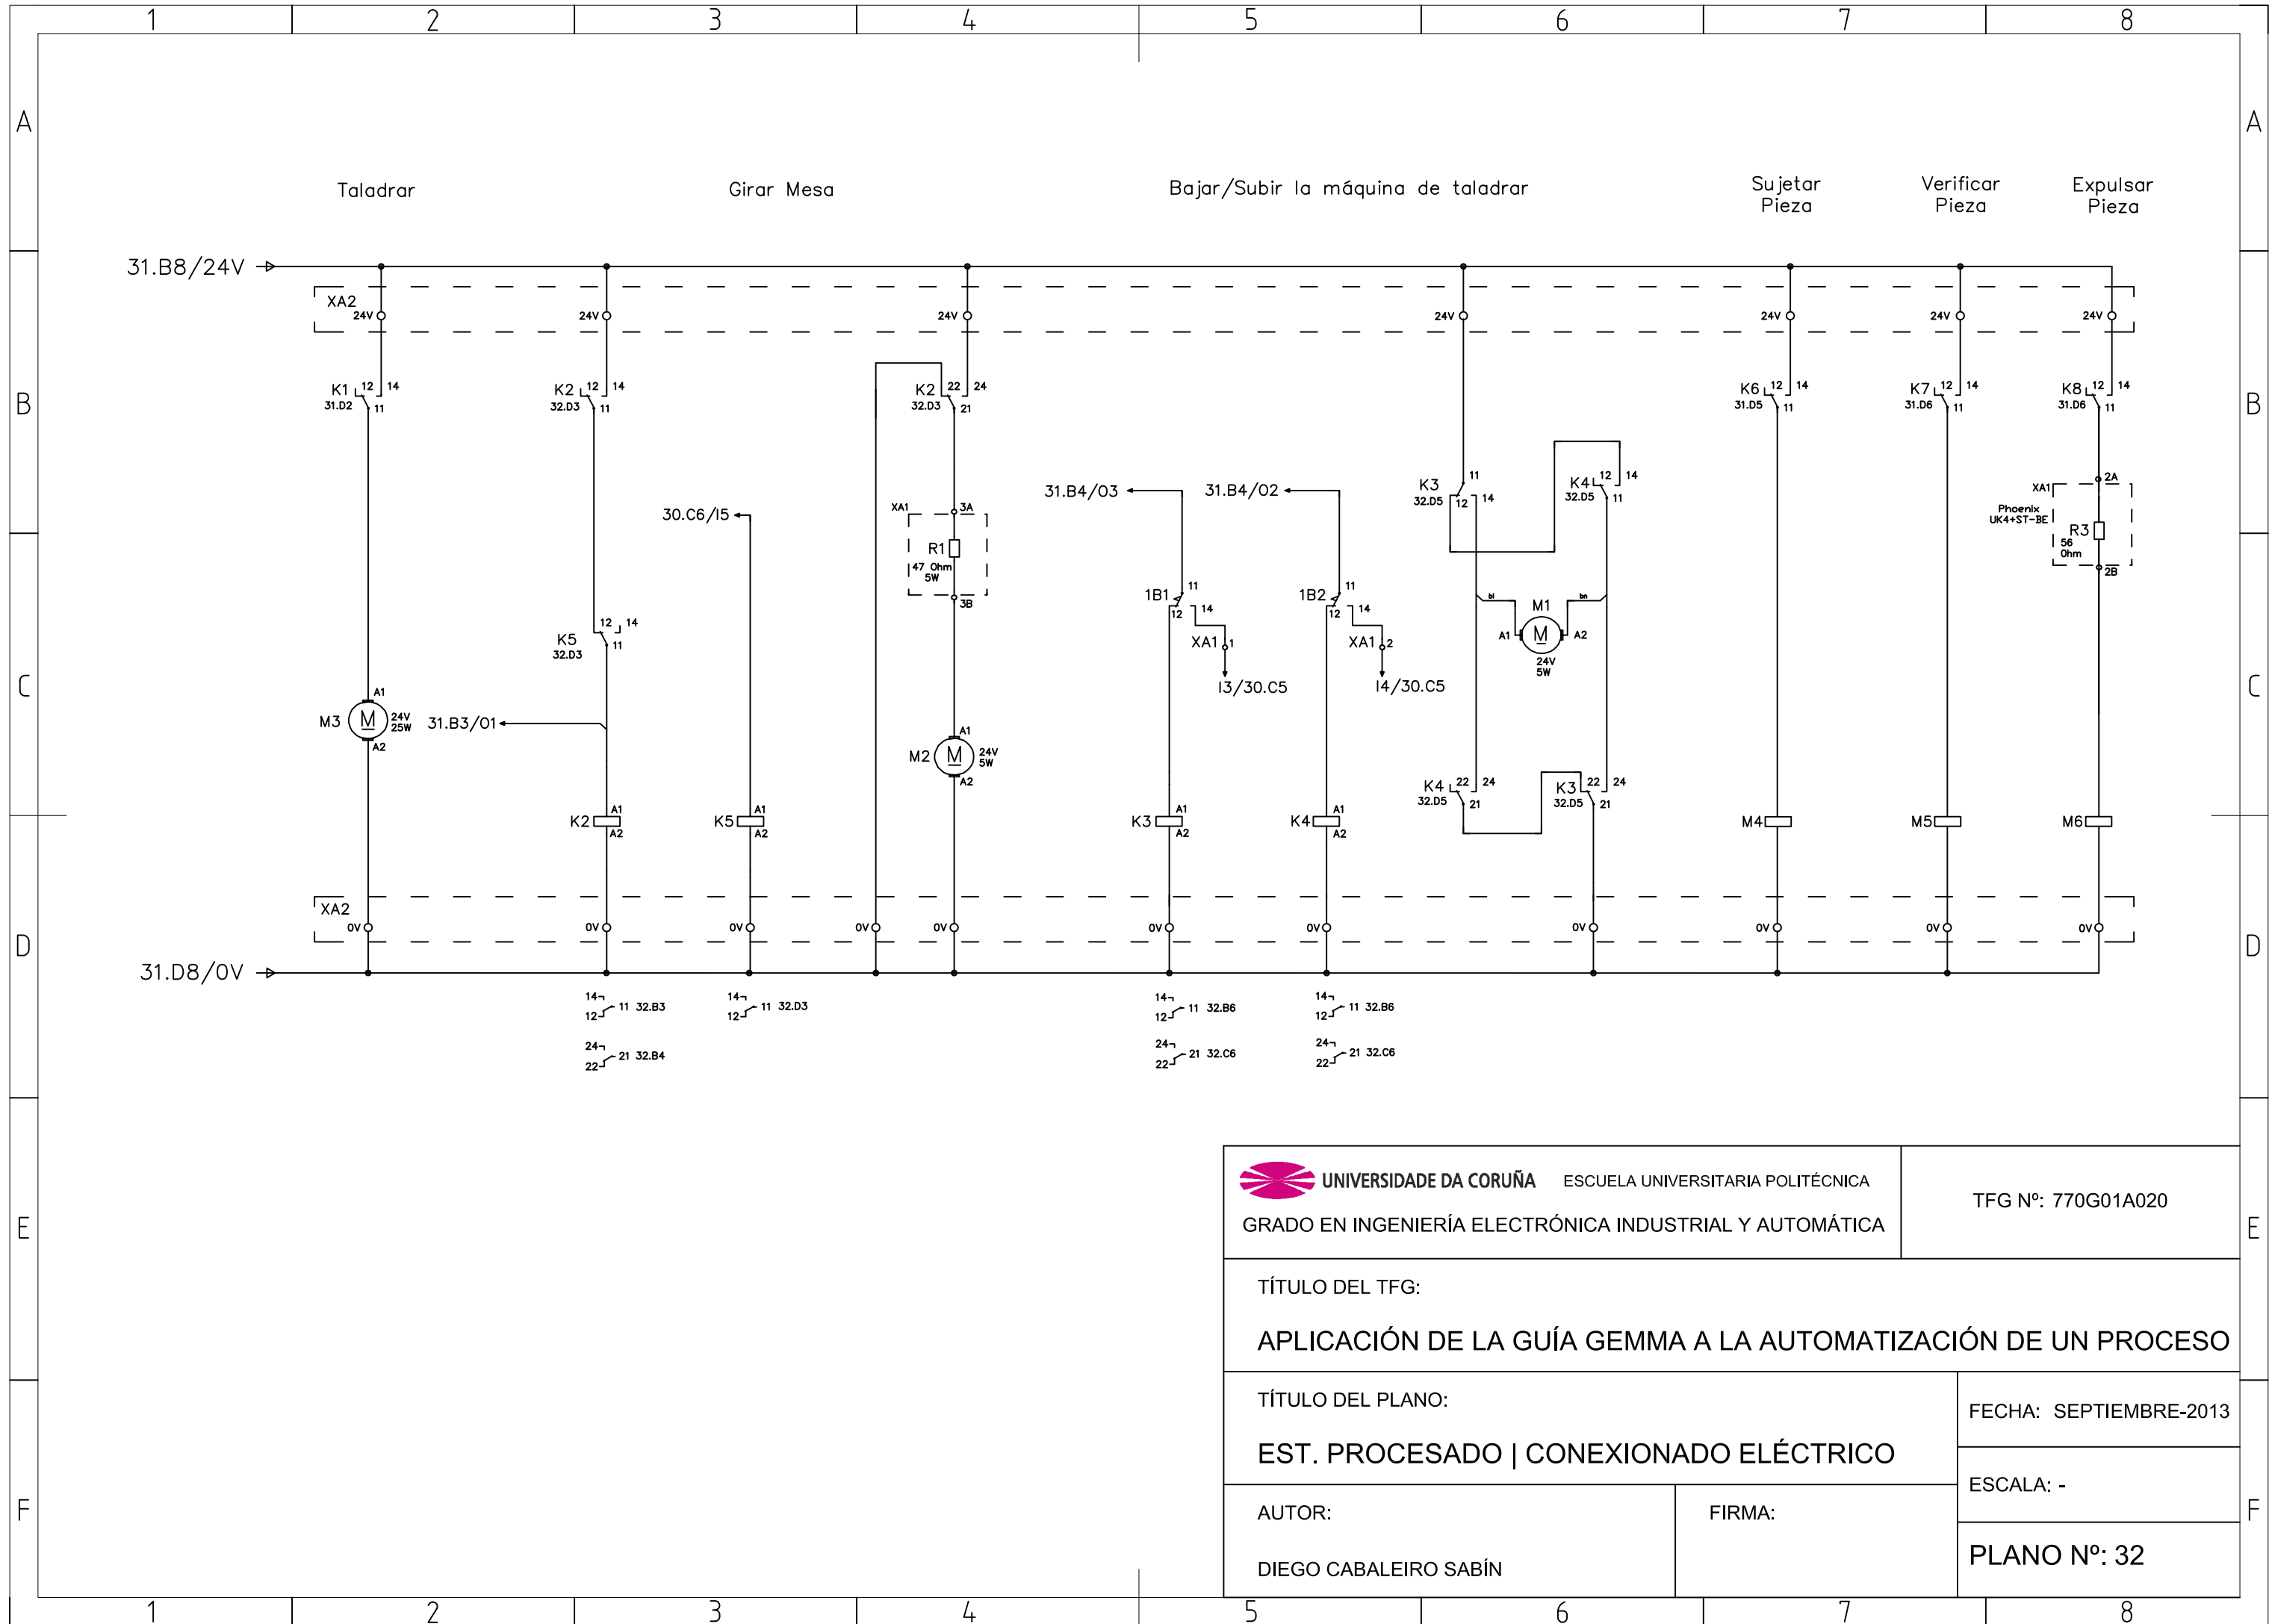 1 2 3 4 5 6 7 8
A A
Taladrar Girar Mesa Bajar/Subir la máquina de taladrar Sujetar Pieza Verificar Pieza Expulsar Pieza
31.B8/24V
XA2
24V 24V 24V 24V 24V 24V 24V
B B
K1 12 14
31.D2 11
K2 12 14
32.D3 11
K2 22 24
32.D3 21
K6 12 14
31.D5 11
K7 12 14
31.D6 11
K8 12 14
31.D6 11
K3 11
32.D5 12 14
K4 12 14
32.D5 11
31.B4/O3
31.B4/O2
30.C6/I5
XA1 3A
R1
47 Ohm
5W
3B
XA1 2A
Phoenix
UK4+ST-BE
R3
56
Ohm
2B
1B1 11
12 14
XA1 1
I3/30.C5
1B2 11
12 14
XA1 2
I4/30.C5
bl bn
M1
A1 M A2
24V
5W
K5 12 14
32.D3 11
C C
A1
M3 M 24V
25W
A2
31.B3/O1
A1
M2 M 24V
5W
A2
K4 22 24
32.D5 21
K3 22 24
32.D5 21
K2 A1
A2
K5 A1
A2
K3 A1
A2
K4 A1
A2
M4 M5 M6
XA2
0V 0V 0V 0V 0V 0V 0V 0V 0V 0V 0V
D D
31.D8/0V
14
12 11 32.B3
24
22 21 32.B4
14
12 11 32.D3
14
12 11 32.B6
24
22 21 32.C6
14
12 11 32.B6
24
22 21 32.C6
UNIVERSIDADE DA CORUÑA ESCUELA UNIVERSITARIA POLITÉCNICA
GRADO EN INGENIERÍA ELECTRÓNICA INDUSTRIAL Y AUTOMÁTICA
TFG Nº: 770G01A020
E E
TÍTULO DEL TFG:
APLICACIÓN DE LA GUÍA GEMMA A LA AUTOMATIZACIÓN DE UN PROCESO
TÍTULO DEL PLANO:
EST. PROCESADO | CONEXIONADO ELÉCTRICO
FECHA: SEPTIEMBRE-2013
ESCALA: -
F F
AUTOR:
DIEGO CABALEIRO SABÍN
FIRMA:
PLANO Nº: 32
1 2 3 4 5 6 7 8